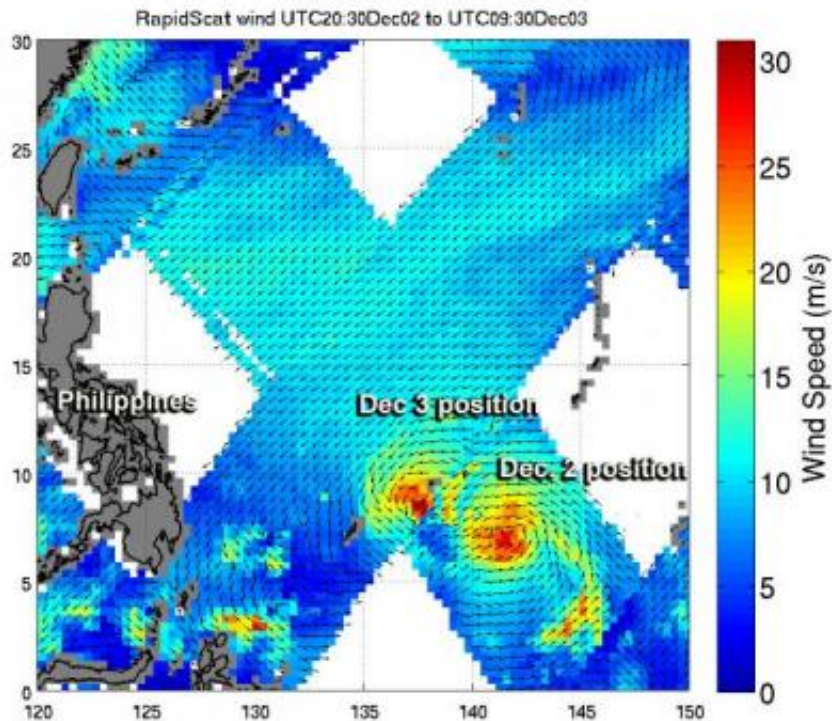 RapidScat wind UTC20:30Dec02 to UTC09:30Dec03
30
25
20
15
10
5
0
120 125 130 135 140 145 150
Philippines
Dec 3 position
Dec. 2 position
30
25
20
15
10
5
0
Wind Speed (m/s)